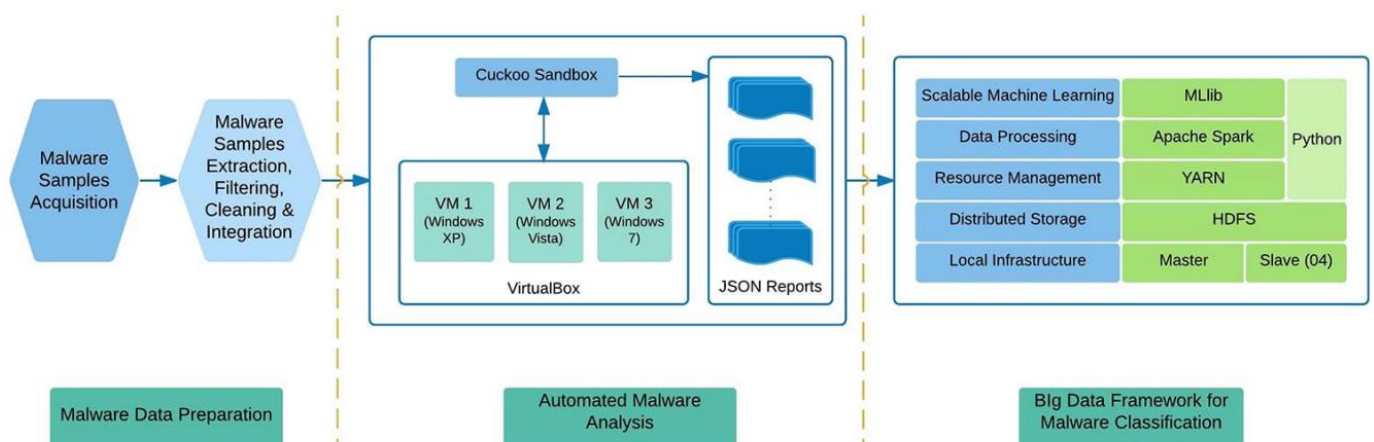 Malware
Samples
Acquisition
Malware
Samples
Extraction,
Filtering,
Cleaning &
Integration
Cuckoo Sandbox
VM 1
(Windows
XP)
VM 2
(Windows
Vista)
VM 3
(Windows
7)
VirtualBox
JSON Reports
Scalable Machine Learning
MLlib
Python
Data Processing
Apache Spark
Resource Management
YARN
Distributed Storage
HDFS
Local Infrastructure
Master
Slave (04)
Malware Data Preparation
Automated Malware
Analysis
BIg Data Framework for
Malware Classification